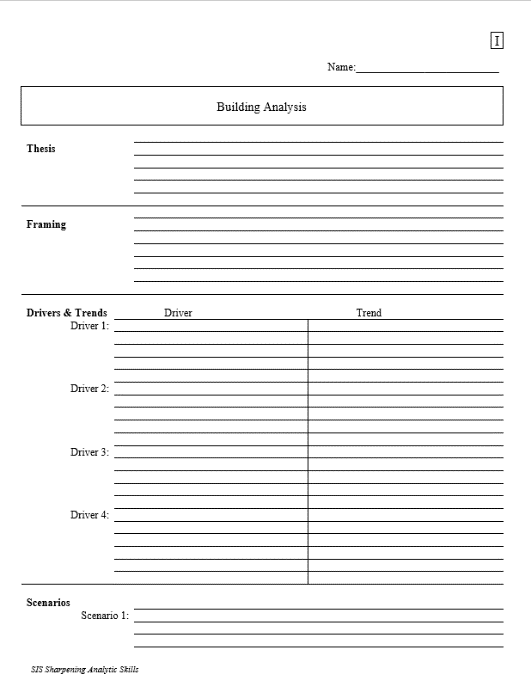 I
Name:
Building Analysis
Thesis
Framing
Drivers & Trends Driver Trend
Driver 1:
Driver 2:
Driver 3:
Driver 4:
Scenarios
Scenario 1:
SIS Sharpening Analytic Skills